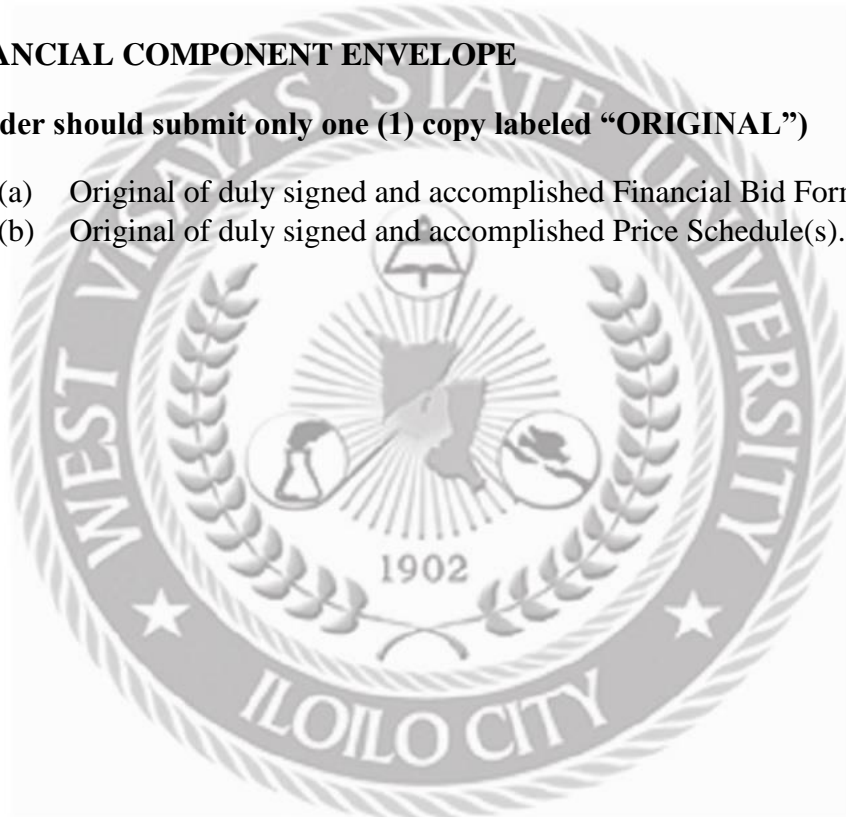 ANCIAL COMPONENT ENVELOPE
der should submit only one (1) copy labeled “ORIGINAL”)
(a) Original of duly signed and accomplished Financial Bid For
(b) Original of duly signed and accomplished Price Schedule(s).
WEST VISAYAS STATE UNIVERSITY
1902
ILOILO CITY